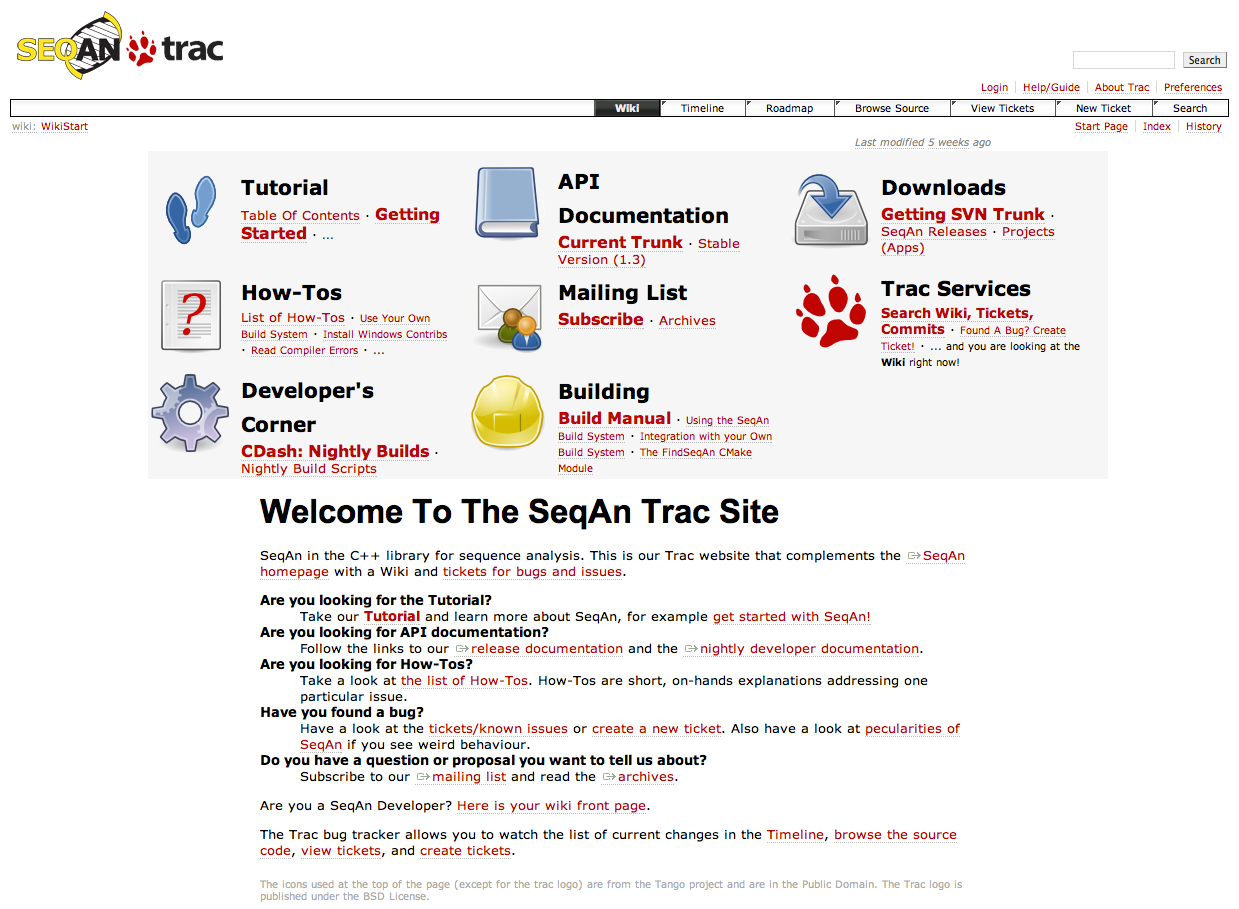 SEQAN trac
Search
Login Help/Guide About Trac Preferences
Wiki Timeline Roadmap Browse Source View Tickets New Ticket Search
wiki: WikiStart
Start Page Index History
Last modified 5 weeks ago
Tutorial
Table Of Contents · Getting
Started · ...
API
Documentation
Current Trunk · Stable
Version (1.3)
Downloads
Getting SVN Trunk ·
SeqAn Releases · Projects
(Apps)
?
How-Tos
List of How-Tos · Use Your Own
Build System · Install Windows Contribs
· Read Compiler Errors · ...
Mailing List
Subscribe · Archives
Trac Services
Search Wiki, Tickets,
Commits · Found A Bug? Create
Ticket! · ... and you are looking at the
Wiki right now!
Developer's
Corner
CDash: Nightly Builds ·
Nightly Build Scripts
Building
Build Manual · Using the SeqAn
Build System · Integration with your Own
Build System · The FindSeqAn CMake
Module
Welcome To The SeqAn Trac Site
SeqAn in the C++ library for sequence analysis. This is our Trac website that complements the SeqAn
homepage with a Wiki and tickets for bugs and issues.
Are you looking for the Tutorial?
Take our Tutorial and learn more about SeqAn, for example get started with SeqAn!
Are you looking for API documentation?
Follow the links to our release documentation and the nightly developer documentation.
Are you looking for How-Tos?
Take a look at the list of How-Tos. How-Tos are short, on-hands explanations addressing one
particular issue.
Have you found a bug?
Have a look at the tickets/known issues or create a new ticket. Also have a look at pecularities of
SeqAn if you see weird behaviour.
Do you have a question or proposal you want to tell us about?
Subscribe to our mailing list and read the archives.
Are you a SeqAn Developer? Here is your wiki front page.
The Trac bug tracker allows you to watch the list of current changes in the Timeline, browse the source
code, view tickets, and create tickets.
The icons used at the top of the page (except for the trac logo) are from the Tango project and are in the Public Domain. The Trac logo is
published under the BSD License.